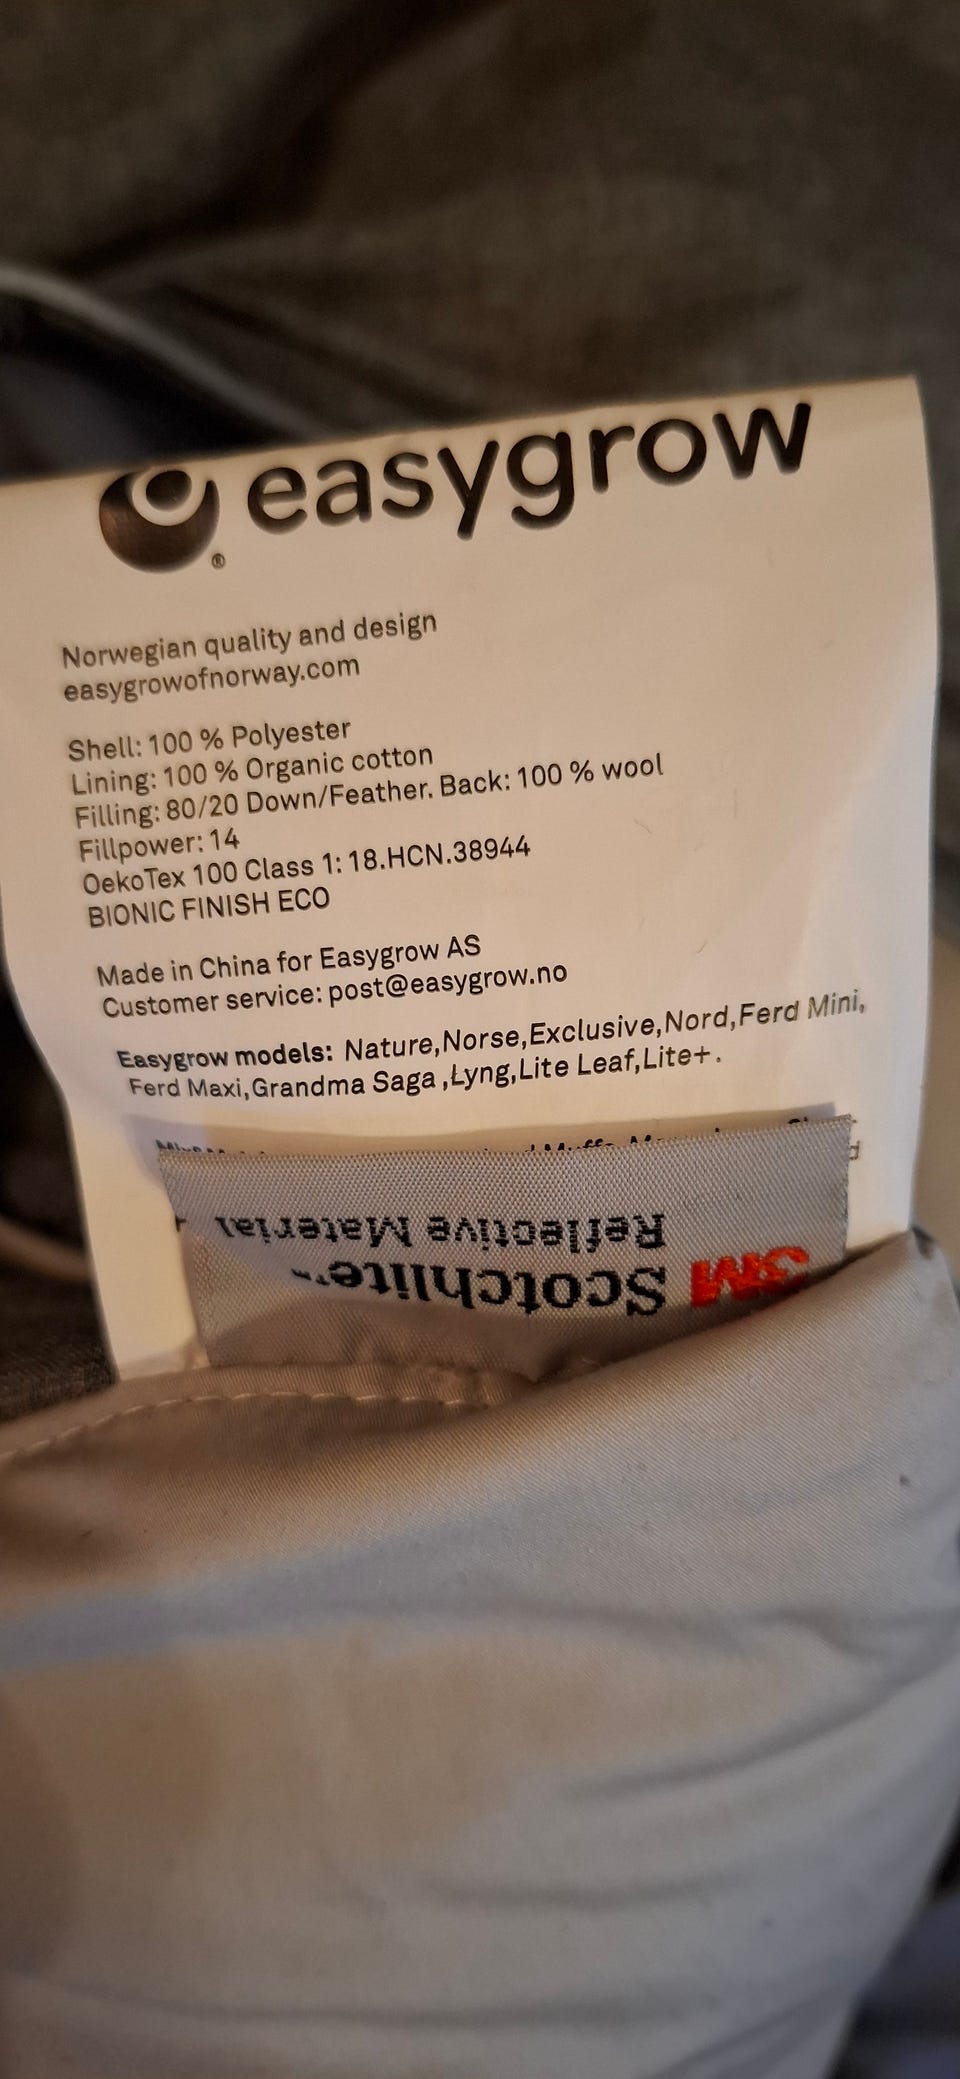 easygrow
®
Norwegian quality and design
easygrowofnorway.com
Shell: 100 % Polyester
Lining: 100 % Organic cotton
Filling: 80/20 Down/Feather. Back: 100 % wool
Fillpower: 14
OekoTex 100 Class 1: 18.HCN.38944
BIONIC FINISH ECO
Made in China for Easygrow AS
Customer service: post@easygrow.no
Easygrow models: Nature,Norse,Exclusive,Nord,Ferd Mini,
Ferd Maxi,Grandma Saga ,Lyng,Lite Leaf,Lite+.
3M Scotchlite™
Reflective Material